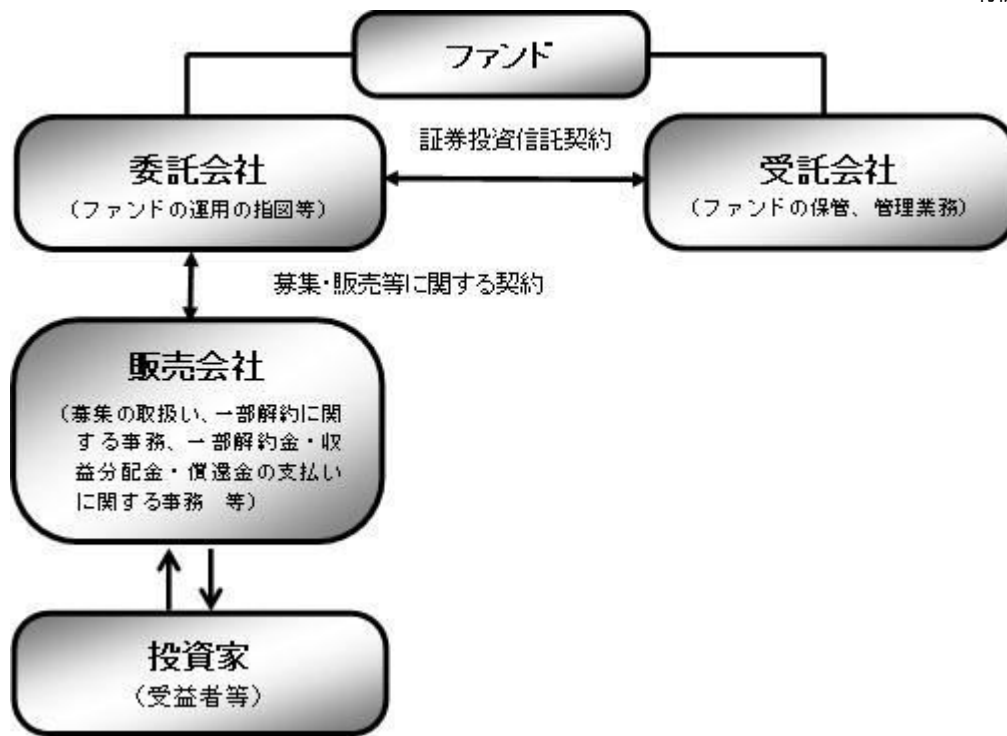 ファンド
証券投資信託契約
委託会社
（ファンドの運用の指図等）
受託会社
（ファンドの保管、管理業務）
募集・販売等に関する契約
販売会社
（募集の取扱い、一部解約に関
する事務、一部解約金・収
益分配金・償還金の支払い
に関する事務　等）
投資家
（受益者等）